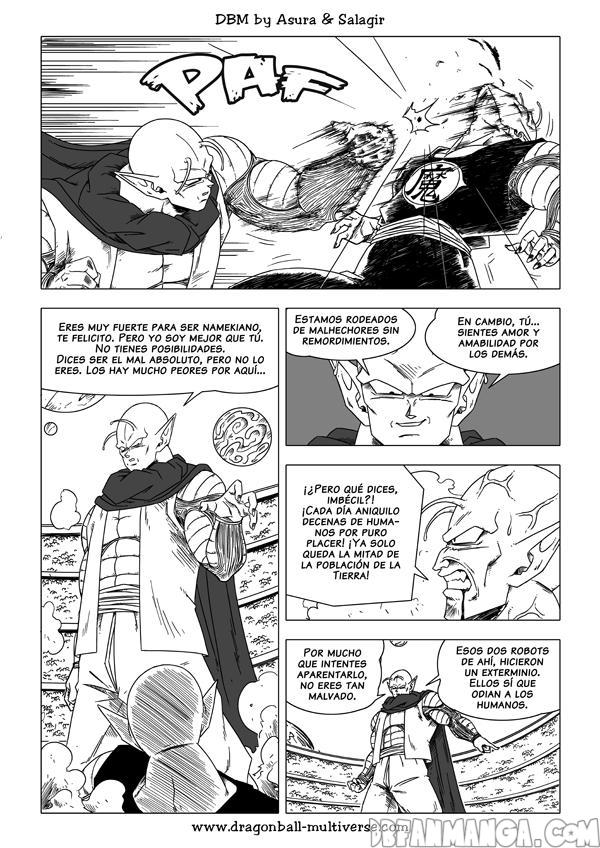 DBM by Asura & Salagir
PAF
魔
Eres muy fuerte para ser namekiano,
te felicito. Pero yo soy mejor que tú.
No tienes posibilidades.
Dices ser el mal absoluto, pero no lo
eres. Los hay mucho peores por aquí...
Estamos rodeados
de malhechores sin
remordimientos.
En cambio, tú...
sientes amor y
amabilidad por
los demás.
¡¿Pero qué dices,
imbécil?!
¡Cada día aniquilo
decenas de huma-
nos por puro
placer! ¡Ya solo
queda la mitad de
la población de la
Tierra!
Por mucho
que intentes
aparentarlo,
no eres tan
malvado.
Esos dos robots
de ahí, hicieron
un exterminio.
Ellos sí que
odian a los
humanos.
www.dragonball-multiverse.com
DBFANMANGA.COM